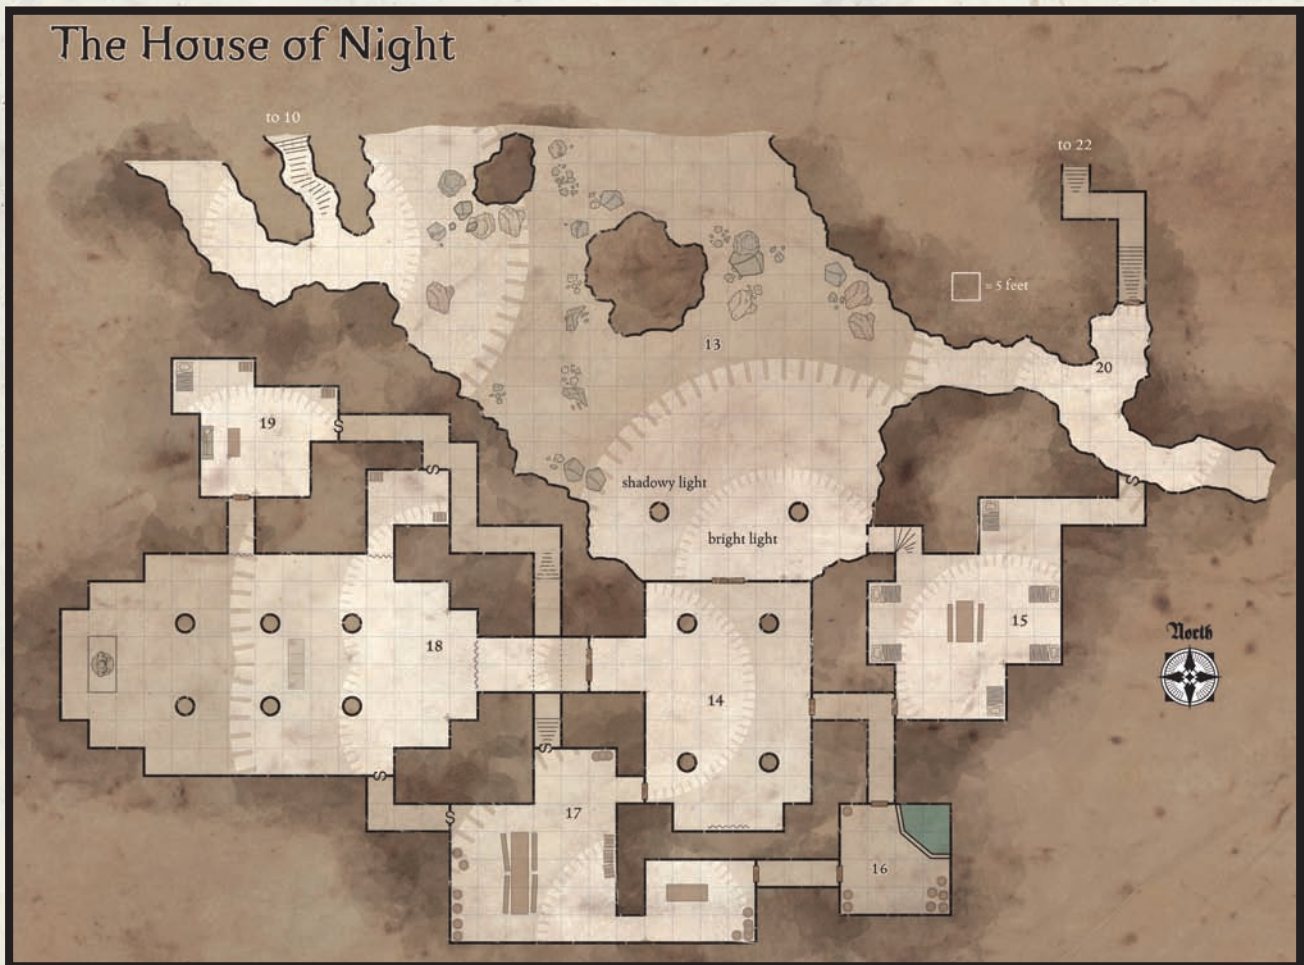 The House of Night
to 10
to 22
= 5 feet
13
20
19
S
S
shadowy light
S
bright light
15
18
North
14
S
S
17
S
16